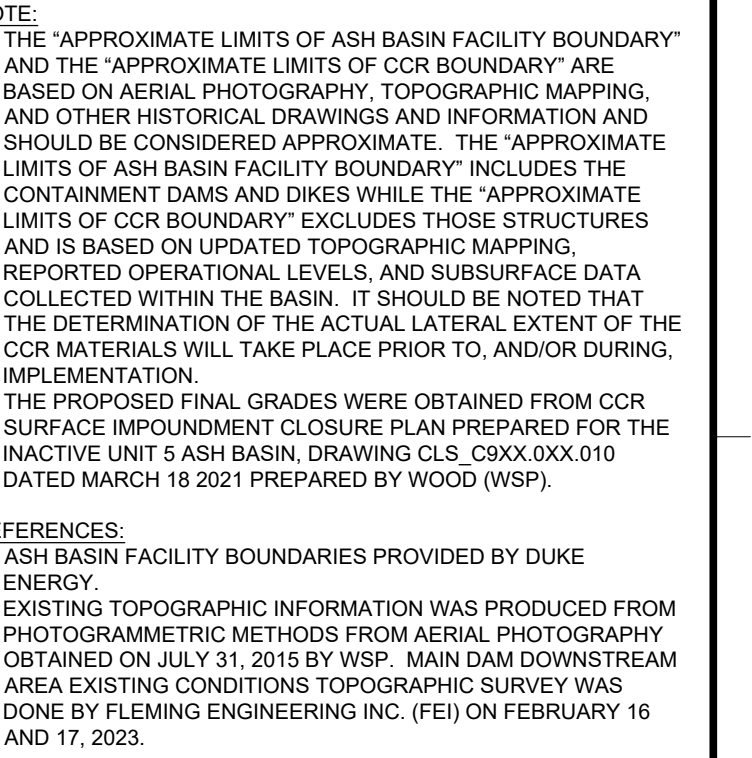 OTE:
THE “APPROXIMATE LIMITS OF ASH BASIN FACILITY BOUNDARY”
AND THE “APPROXIMATE LIMITS OF CCR BOUNDARY” ARE
BASED ON AERIAL PHOTOGRAPHY, TOPOGRAPHIC MAPPING,
AND OTHER HISTORICAL DRAWINGS AND INFORMATION AND
SHOULD BE CONSIDERED APPROXIMATE. THE “APPROXIMATE
LIMITS OF ASH BASIN FACILITY BOUNDARY” INCLUDES THE
CONTAINMENT DAMS AND DIKES WHILE THE “APPROXIMATE
LIMITS OF CCR BOUNDARY” EXCLUDES THOSE STRUCTURES
AND IS BASED ON UPDATED TOPOGRAPHIC MAPPING,
REPORTED OPERATIONAL LEVELS, AND SUBSURFACE DATA
COLLECTED WITHIN THE BASIN. IT SHOULD BE NOTED THAT
THE DETERMINATION OF THE ACTUAL LATERAL EXTENT OF THE
CCR MATERIALS WILL TAKE PLACE PRIOR TO, AND/OR DURING,
IMPLEMENTATION.
THE PROPOSED FINAL GRADES WERE OBTAINED FROM CCR
SURFACE IMPOUNDMENT CLOSURE PLAN PREPARED FOR THE
INACTIVE UNIT 5 ASH BASIN, DRAWING CLS_C9XX.0XX.010
DATED MARCH 18 2021 PREPARED BY WOOD (WSP).
EFERENCES:
ASH BASIN FACILITY BOUNDARIES PROVIDED BY DUKE
ENERGY.
EXISTING TOPOGRAPHIC INFORMATION WAS PRODUCED FROM
PHOTOGRAMMETRIC METHODS FROM AERIAL PHOTOGRAPHY
OBTAINED ON JULY 31, 2015 BY WSP. MAIN DAM DOWNSTREAM
AREA EXISTING CONDITIONS TOPOGRAPHIC SURVEY WAS
DONE BY FLEMING ENGINEERING INC. (FEI) ON FEBRUARY 16
AND 17, 2023.